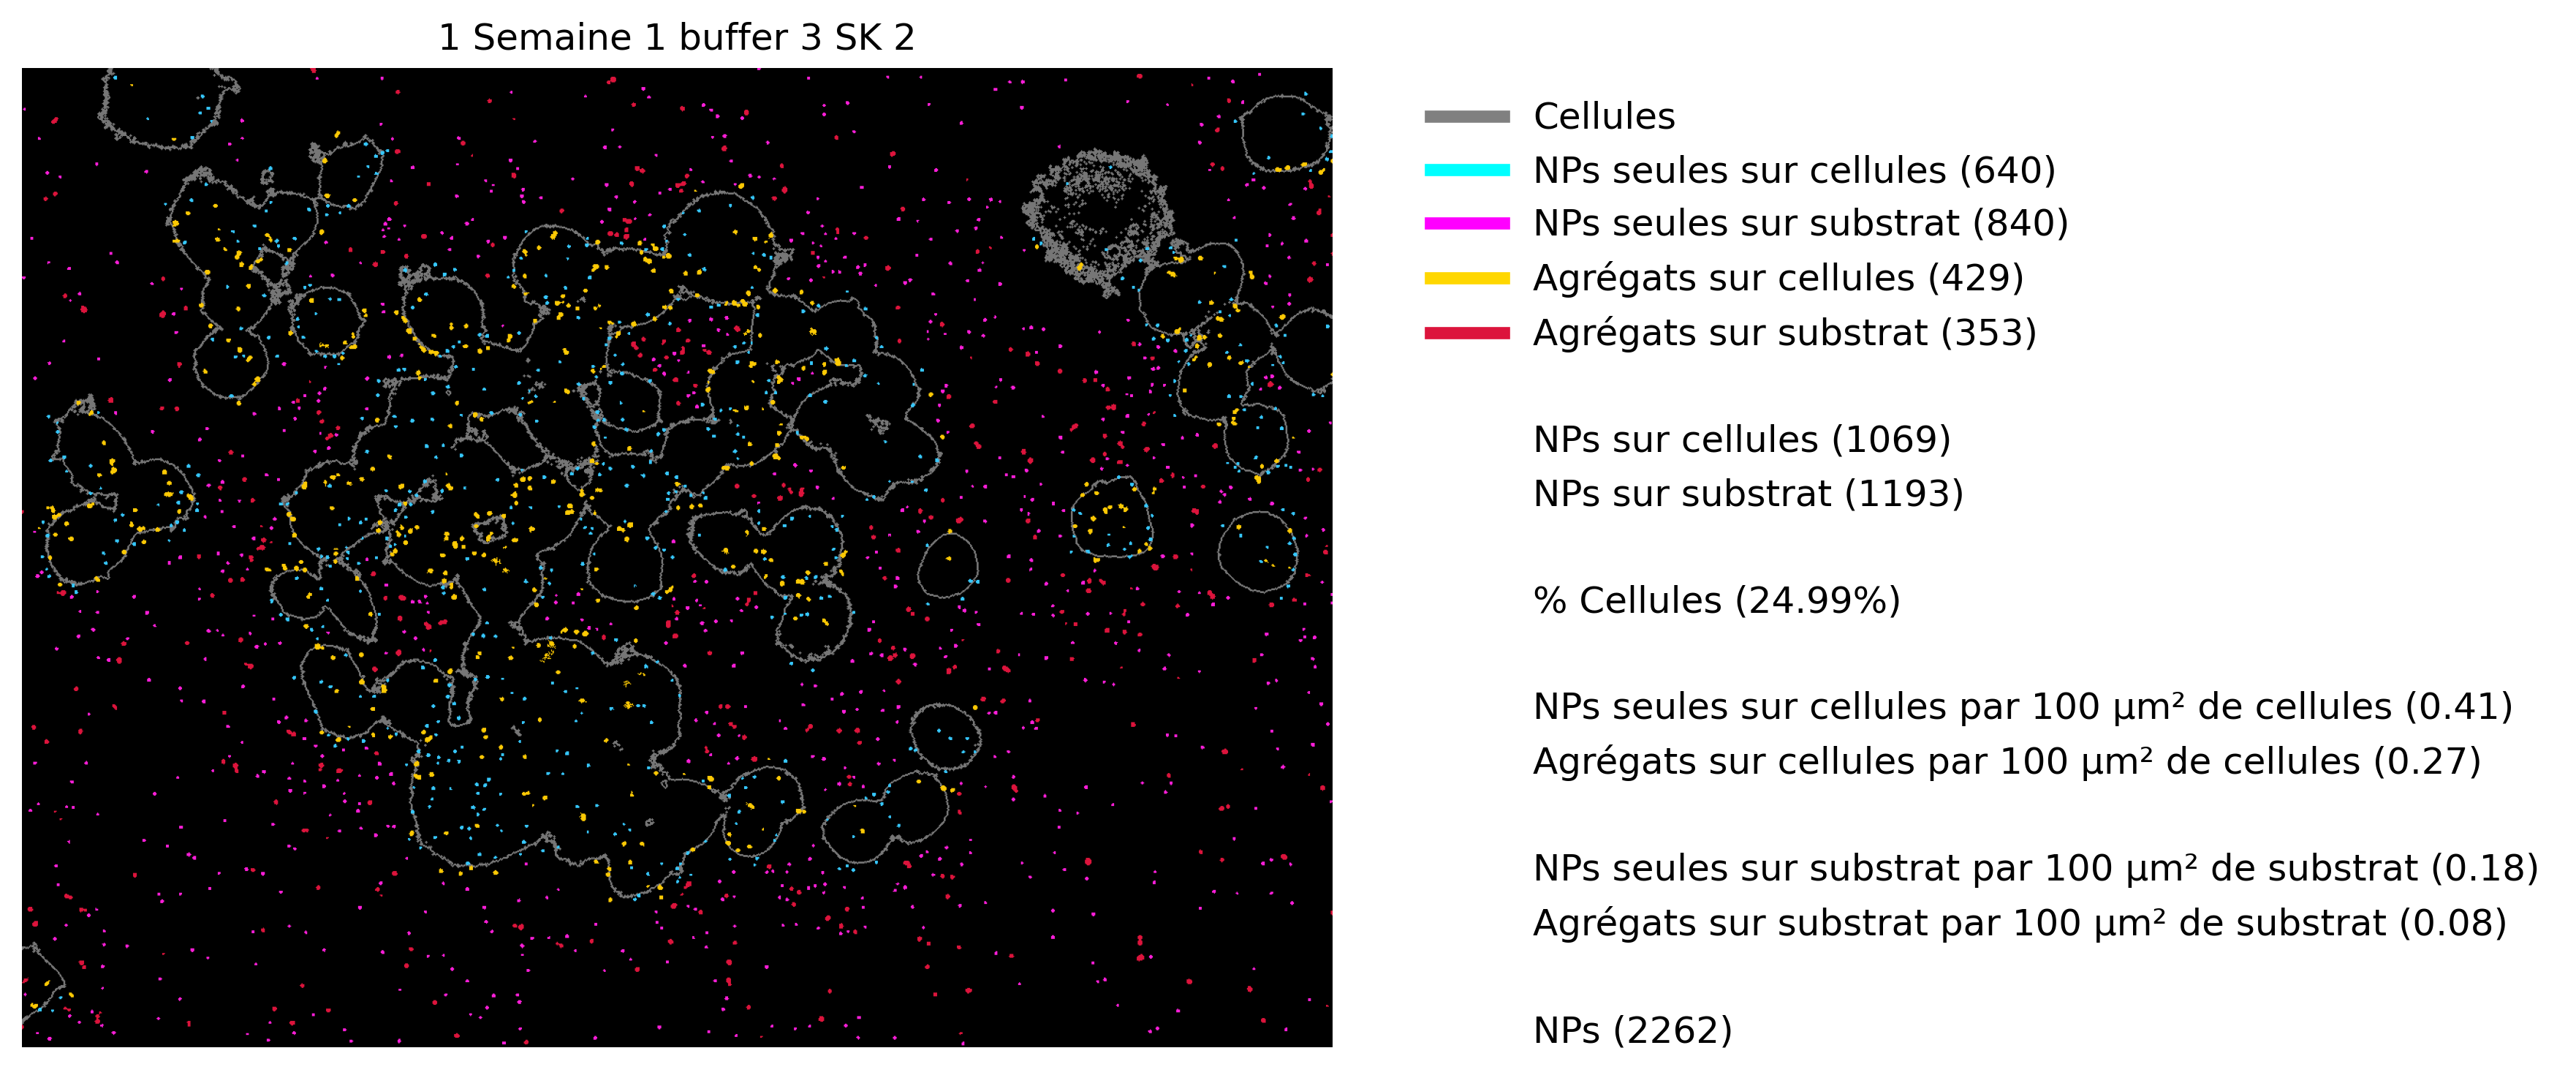 1 Semaine 1 buffer 3 SK 2
Cellules
NPs seules sur cellules (640)
NPs seules sur substrat (840)
Agrégats sur cellules (429)
Agrégats sur substrat (353)
NPs sur cellules (1069)
NPs sur substrat (1193)
% Cellules (24.99%)
NPs seules sur cellules par 100 µm² de cellules (0.41)
Agrégats sur cellules par 100 µm² de cellules (0.27)
NPs seules sur substrat par 100 µm² de substrat (0.18)
Agrégats sur substrat par 100 µm² de substrat (0.08)
NPs (2262)